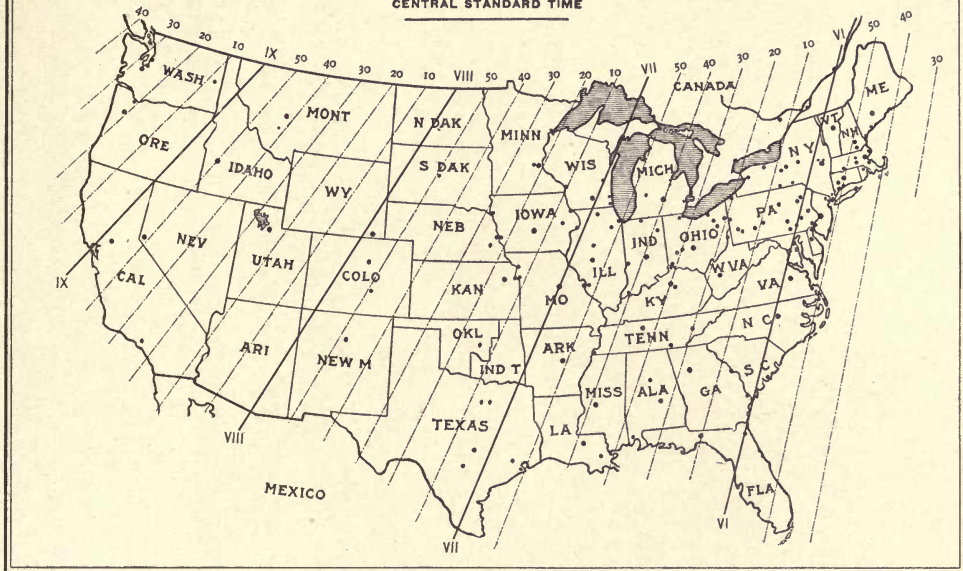 CENTRAL STANDARD TIME
40 30 20 10 IX 50 40 30 20 10 VIII 50 40 30 20 10 VII 50 40 30 20 10 VI 50 40 30
CANADA
WASH
MONT
N DAK
MINN
ME
VT
NH
ORE
IDAHO
S DAK
WIS
MICH
N Y
WY
IOWA
PA
NEV
NEB
IND
OHIO
UTAH
COLO
ILL
W VA
IX
CAL
KAN
MO
KY
VA
OKL
TENN
N C
ARI
NEW M
IND T
ARK
S C
MISS
ALA
GA
TEXAS
LA
VIII
MEXICO
FLA
VI
VII